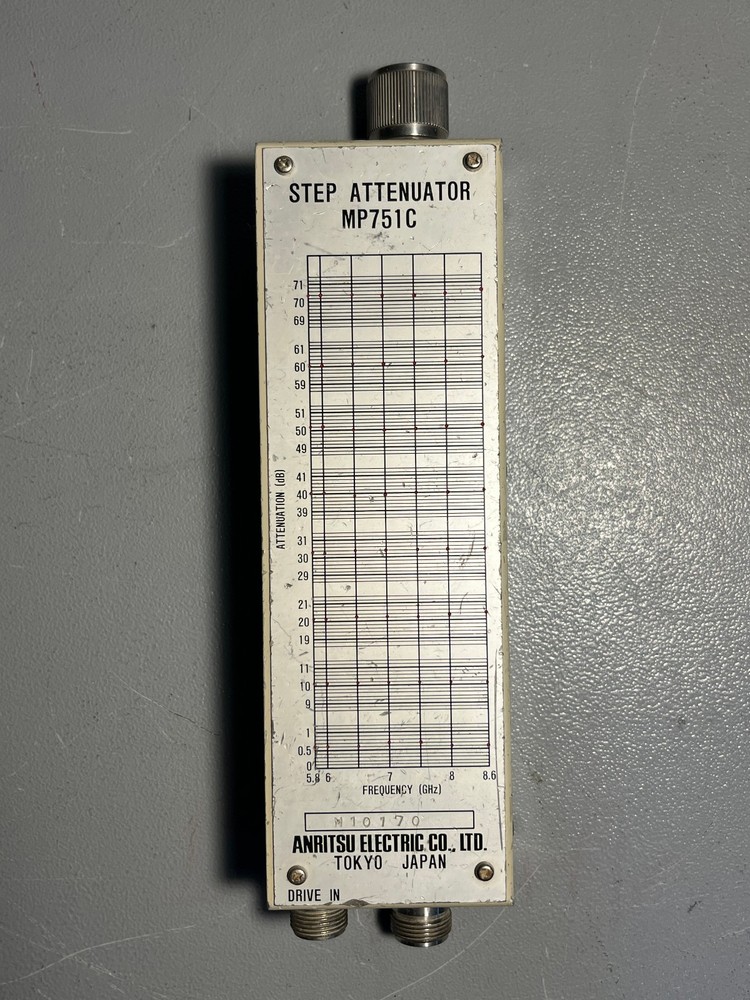 STEP ATTENUATOR
MP751C
71
70
69
61
60
59
51
50
49
ATTENUATION (dB)
41
40
39
31
30
29
21
20
19
11
10
9
1
0.5
0
5.8 6 7 8 8.6
FREQUENCY (GHz)
M10170
ANRITSU ELECTRIC CO., LTD.
TOKYO JAPAN
DRIVE IN